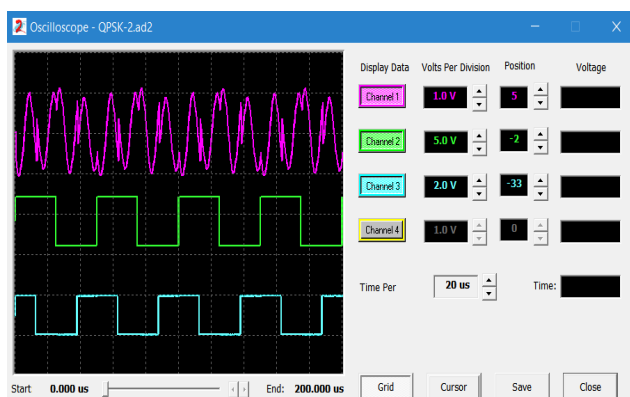 Oscilloscope - QPSK-2.ad2
Display Data Volts Per Division Position Voltage
Channel 1 1.0 V 5
Channel 2 5.0 V -2
Channel 3 2.0 V -33
Channel 4 1.0 V 0
Time Per 20 us Time:
Start 0.000 us End: 200.000 us Grid Cursor Save Close